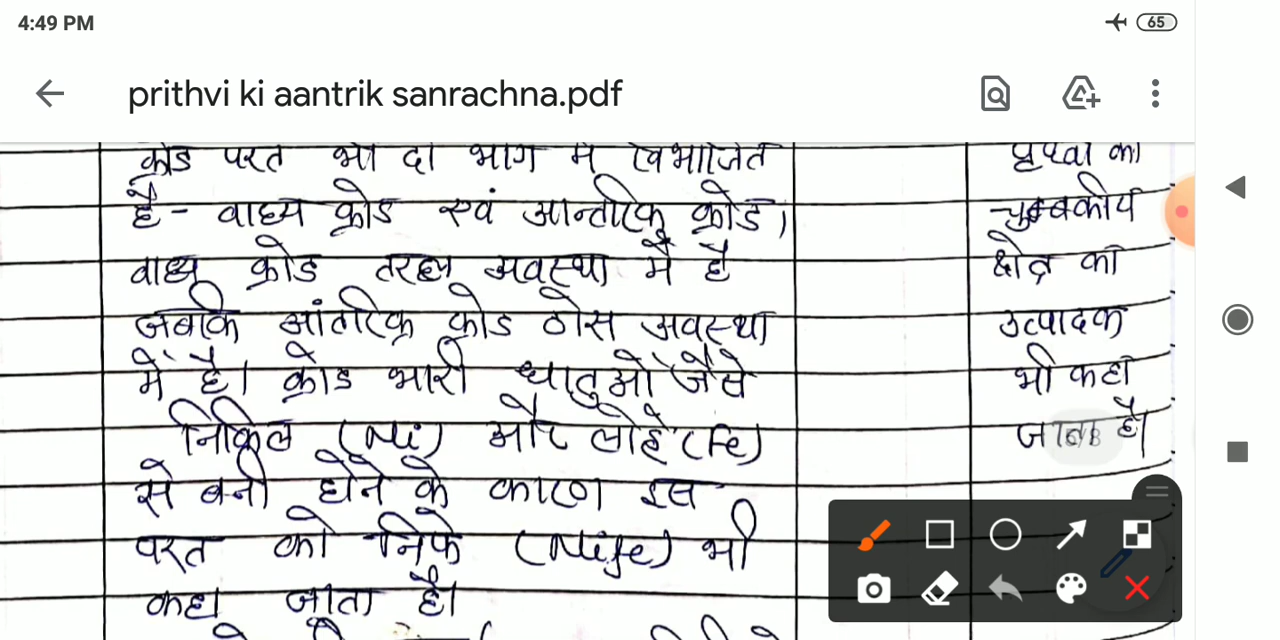 4:49 PM
65
prithvi ki aantrik sanrachna.pdf
क्रोड परत भी दो भाग में विभाजित
है - वाह्य क्रोड एवं आन्तरिक क्रोड।
वाह्य क्रोड तरल अवस्था में है
जबकि आंतरिक क्रोड ठोस अवस्था
में है। क्रोड भारी धातुओं जैसे
निकिल (Ni) और लोहे (Fe)
से बनी होने के कारण इस
परत को निफे (Nife) भी
कहा जाता है।
पृथ्वी का
चुम्बकीय
क्षेत्र का
उत्पादक
भी कहा
जाता है।